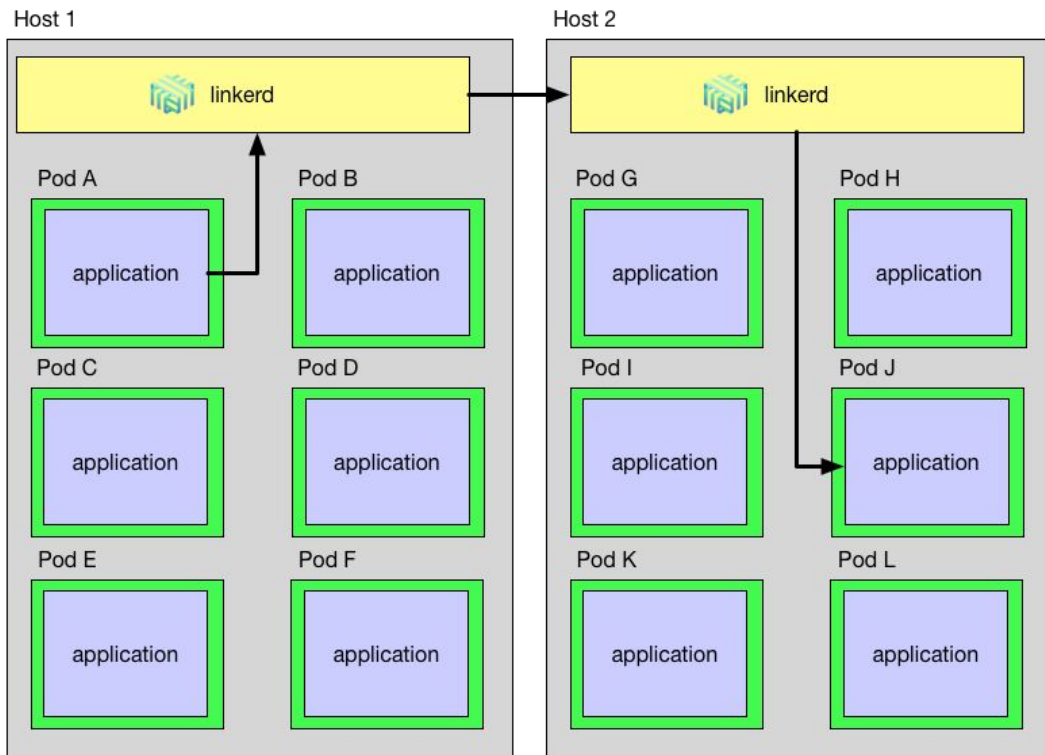 Host 1
Host 2
linkerd
linkerd
Pod A
Pod B
Pod G
Pod H
application
application
application
application
Pod C
Pod D
Pod I
Pod J
application
application
application
application
Pod E
Pod F
Pod K
Pod L
application
application
application
application